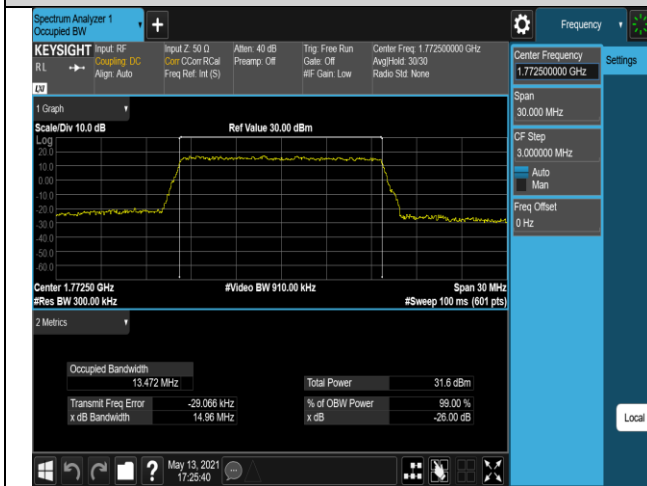 Spectrum Analyzer 1
Occupied BW
Frequency
KEYSIGHT
RL
LXI
Input: RF
Coupling: DC
Align: Auto
Input Z: 50 Ω
Corr CCorr RCal
Freq Ref: Int (S)
Atten: 40 dB
Preamp: Off
Trig: Free Run
Gate: Off
#IF Gain: Low
Center Freq: 1.772500000 GHz
Avg|Hold: 30/30
Radio Std: None
Center Frequency
1.772500000 GHz
Settings
Span
30.000 MHz
CF Step
3.000000 MHz
Auto
Man
Freq Offset
0 Hz
Local
1 Graph
Scale/Div 10.0 dB
Ref Value 30.00 dBm
Log
20.0
10.0
0.00
-10.0
-20.0
-30.0
-40.0
-50.0
-60.0
Center 1.77250 GHz
#Video BW 910.00 kHz
Span 30 MHz
#Res BW 300.00 kHz
#Sweep 100 ms (601 pts)
2 Metrics
Occupied Bandwidth
13.472 MHz
Total Power 31.6 dBm
Transmit Freq Error -29.066 kHz
% of OBW Power 99.00 %
x dB Bandwidth 14.96 MHz
x dB -26.00 dB
?
May 13, 2021
17:25:40